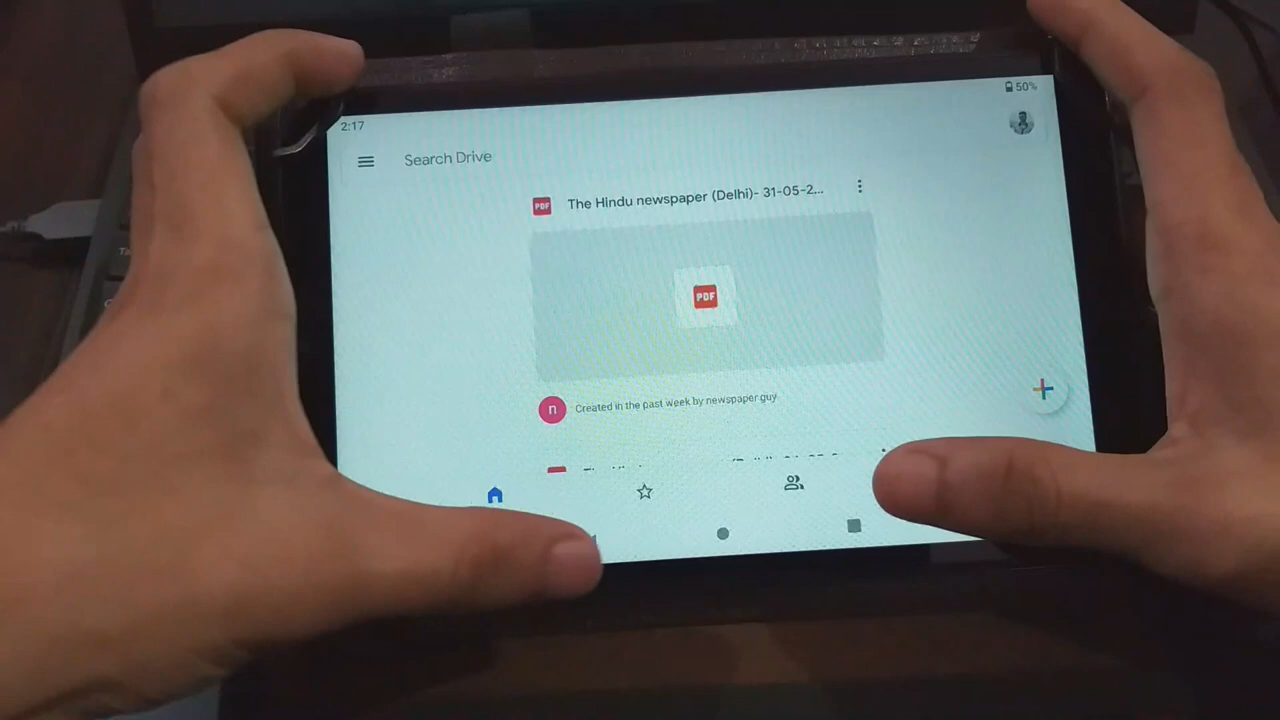 50%
2:17
Search Drive
PDF
The Hindu newspaper (Delhi)- 31-05-2...
PDF
n
Created in the past week by newspaper guy